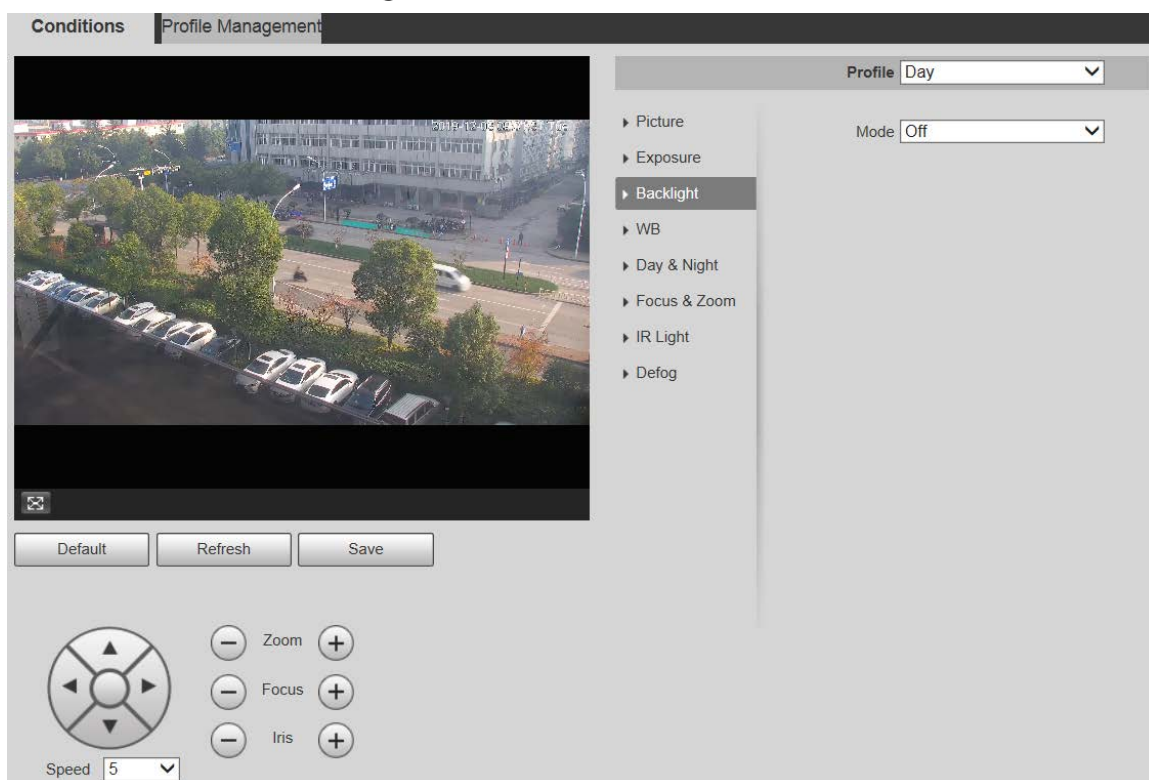 Conditions
Profile Management
Profile Day
Picture
Mode Off
Exposure
Backlight
WB
Day & Night
Focus & Zoom
IR Light
Defog
Default
Refresh
Save
Zoom
Focus
Iris
Speed 5